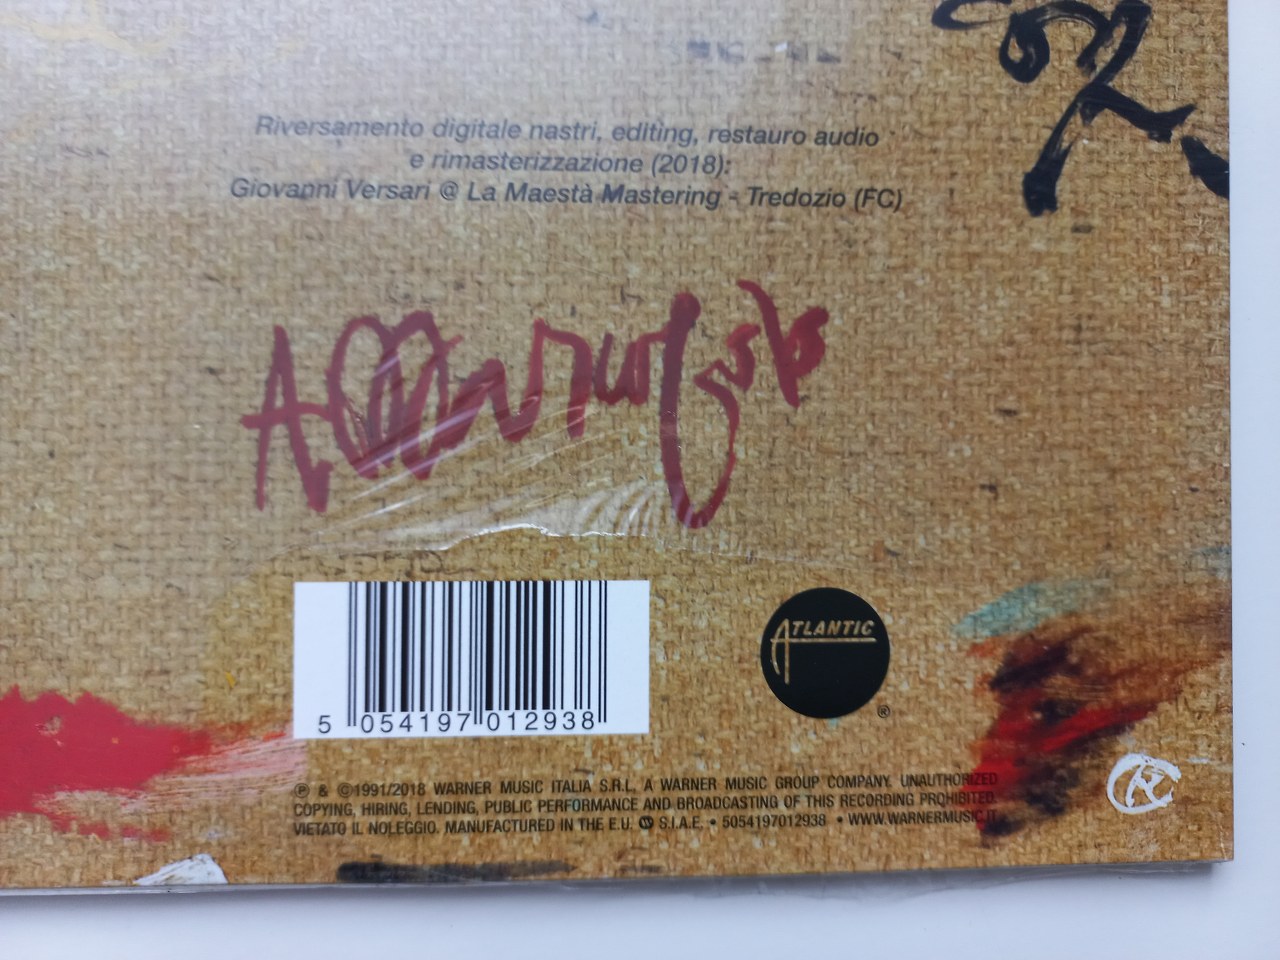 Riversamento digitale nastri, editing, restauro audio
e rimasterizzazione (2018):
Giovanni Versari @ La Maestà Mastering - Tredozio (FC)
5 054197 012938
ATLANTIC
®
℗ & ©1991/2018 WARNER MUSIC ITALIA S.R.L. A WARNER MUSIC GROUP COMPANY. UNAUTHORIZED
COPYING, HIRING, LENDING, PUBLIC PERFORMANCE AND BROADCASTING OF THIS RECORDING PROHIBITED.
VIETATO IL NOLEGGIO. MANUFACTURED IN THE E.U. W S.I.A.E. • 5054197012938 • WWW.WARNERMUSIC.IT